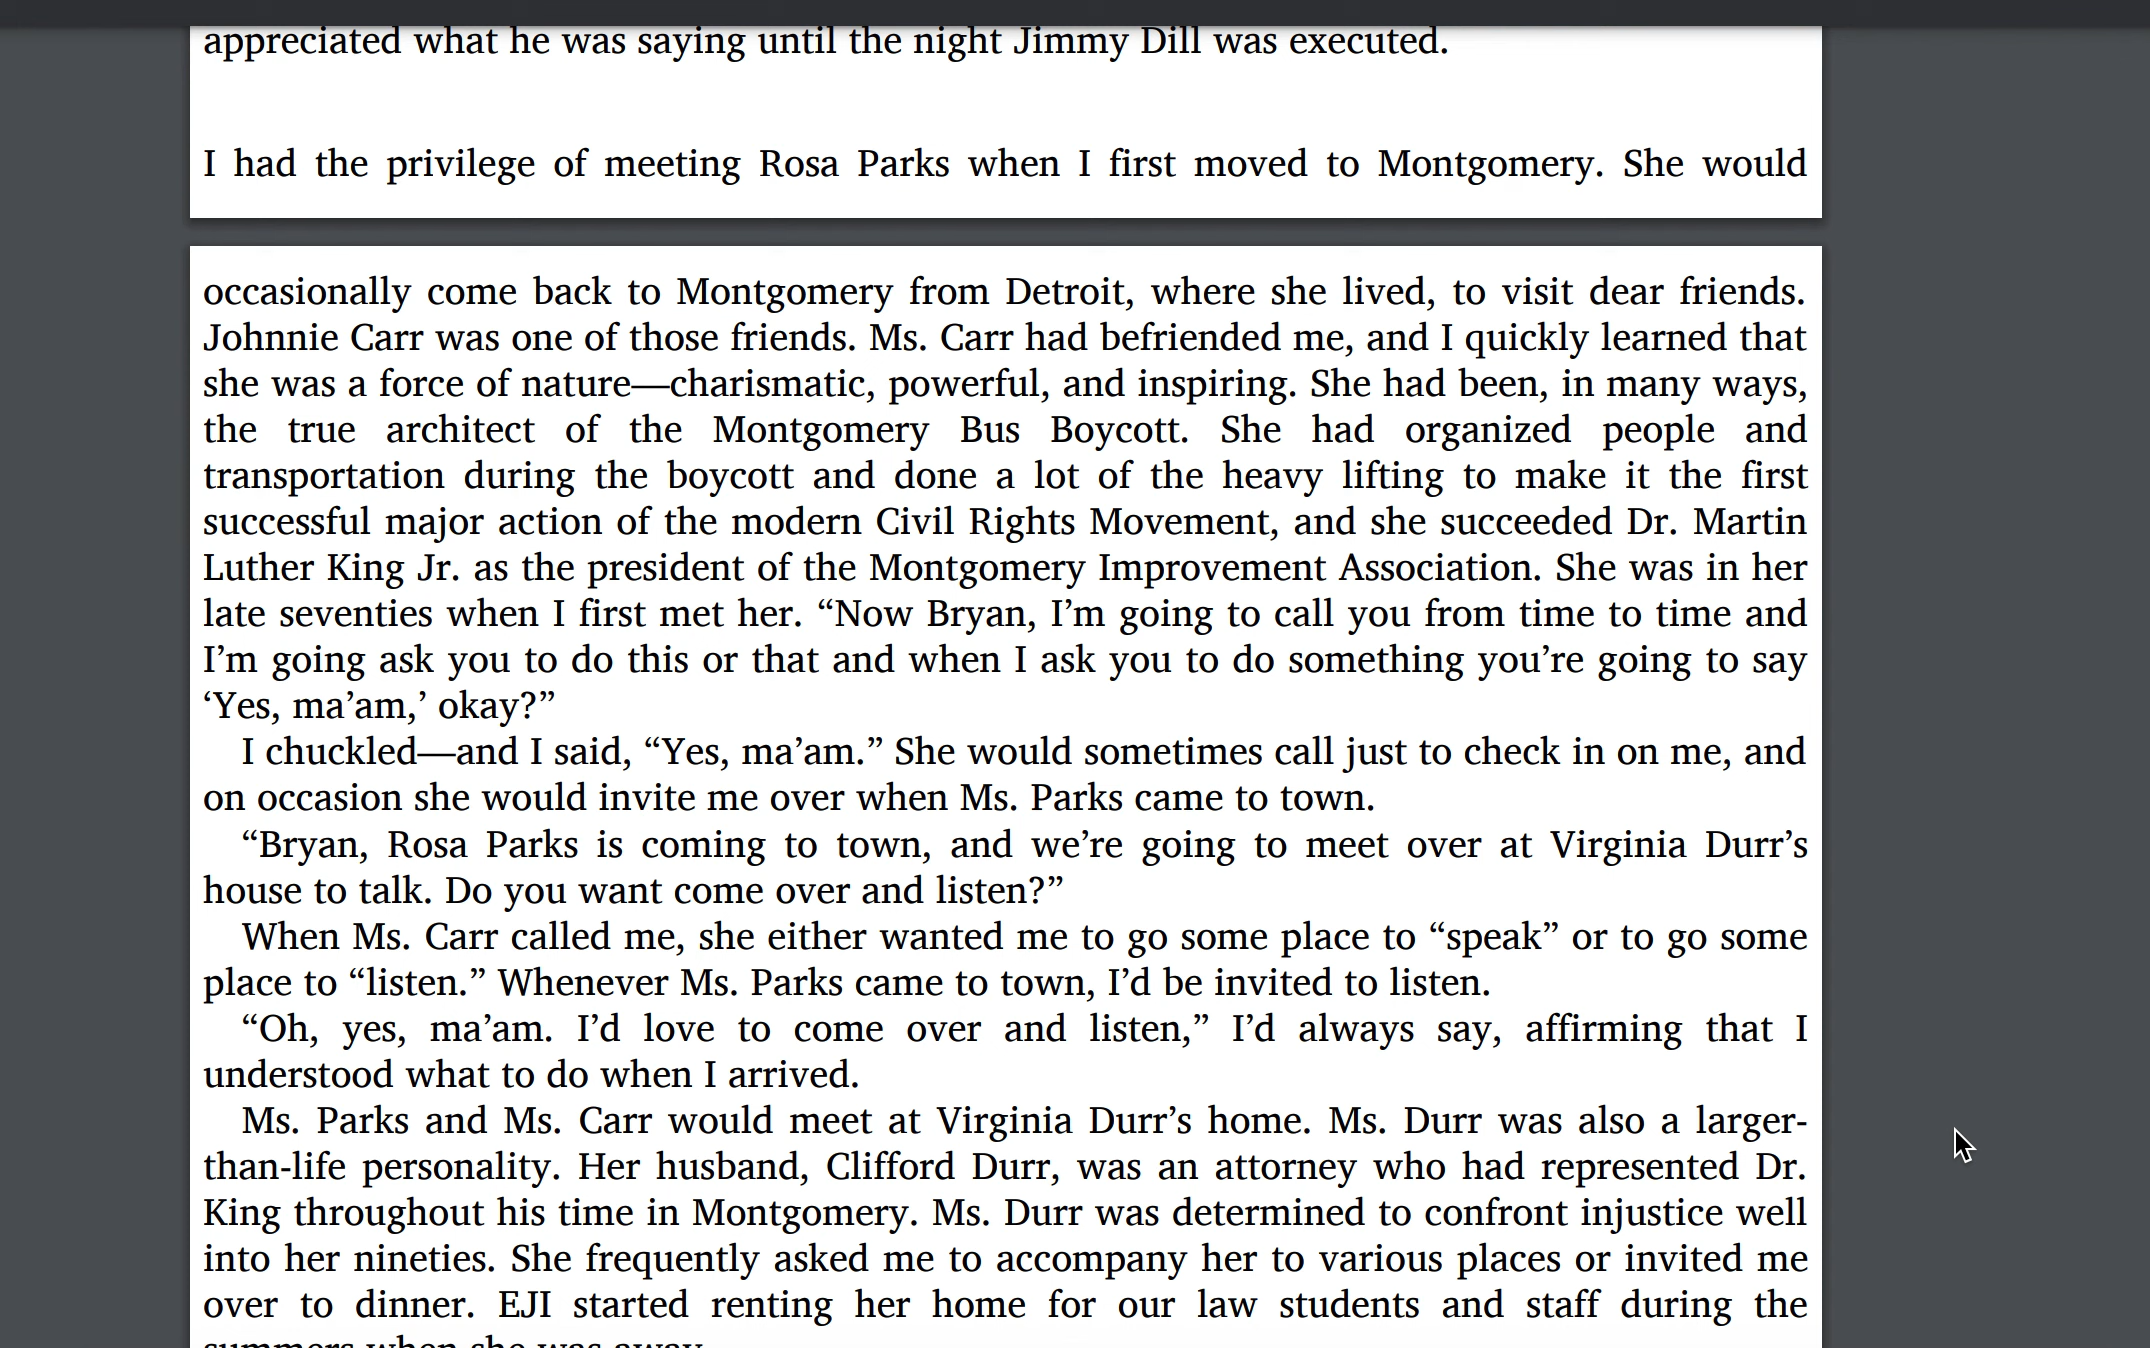 appreciated what he was saying until the night Jimmy Dill was executed.
I had the privilege of meeting Rosa Parks when I first moved to Montgomery. She would
occasionally come back to Montgomery from Detroit, where she lived, to visit dear friends.
Johnnie Carr was one of those friends. Ms. Carr had befriended me, and I quickly learned that
she was a force of nature—charismatic, powerful, and inspiring. She had been, in many ways,
the true architect of the Montgomery Bus Boycott. She had organized people and
transportation during the boycott and done a lot of the heavy lifting to make it the first
successful major action of the modern Civil Rights Movement, and she succeeded Dr. Martin
Luther King Jr. as the president of the Montgomery Improvement Association. She was in her
late seventies when I first met her. “Now Bryan, I’m going to call you from time to time and
I’m going ask you to do this or that and when I ask you to do something you’re going to say
‘Yes, ma’am,’ okay?”
I chuckled—and I said, “Yes, ma’am.” She would sometimes call just to check in on me, and
on occasion she would invite me over when Ms. Parks came to town.
“Bryan, Rosa Parks is coming to town, and we’re going to meet over at Virginia Durr’s
house to talk. Do you want come over and listen?”
When Ms. Carr called me, she either wanted me to go some place to “speak” or to go some
place to “listen.” Whenever Ms. Parks came to town, I’d be invited to listen.
“Oh, yes, ma’am. I’d love to come over and listen,” I’d always say, affirming that I
understood what to do when I arrived.
Ms. Parks and Ms. Carr would meet at Virginia Durr’s home. Ms. Durr was also a larger-
than-life personality. Her husband, Clifford Durr, was an attorney who had represented Dr.
King throughout his time in Montgomery. Ms. Durr was determined to confront injustice well
into her nineties. She frequently asked me to accompany her to various places or invited me
over to dinner. EJI started renting her home for our law students and staff during the
summers when she was away.